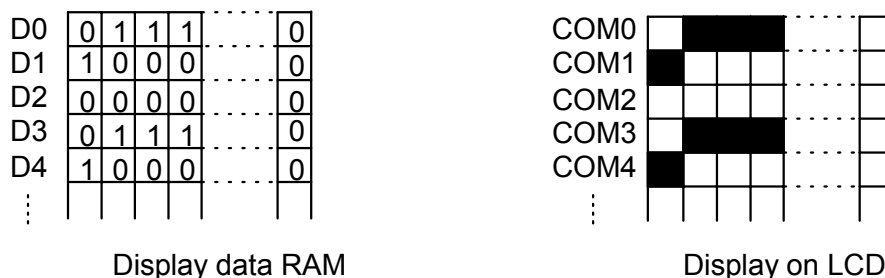 D0 0 1 1 1 0
D1 1 0 0 0 0
D2 0 0 0 0 0
D3 0 1 1 1 0
D4 1 0 0 0 0
Display data RAM
COM0
COM1
COM2
COM3
COM4
Display on LCD